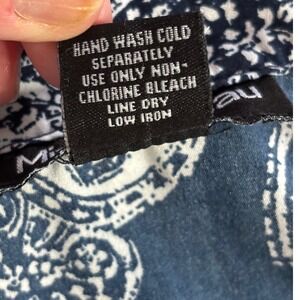 HAND WASH COLD
SEPARATELY
USE ONLY NON-
CHLORINE BLEACH
LINE DRY
LOW IRON